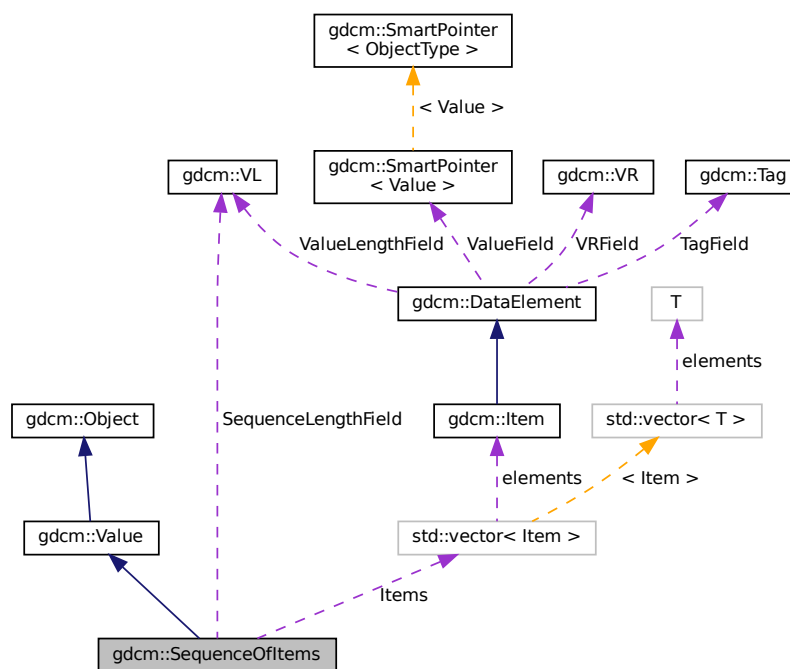 gdcm::SmartPointer
< ObjectType >
< Value >
gdcm::VL
gdcm::SmartPointer
< Value >
gdcm::VR
gdcm::Tag
ValueLengthField
ValueField
VRField
TagField
gdcm::DataElement
T
elements
gdcm::Object
SequenceLengthField
gdcm::Item
std::vector< T >
elements
< Item >
gdcm::Value
std::vector< Item >
Items
gdcm::SequenceOfItems